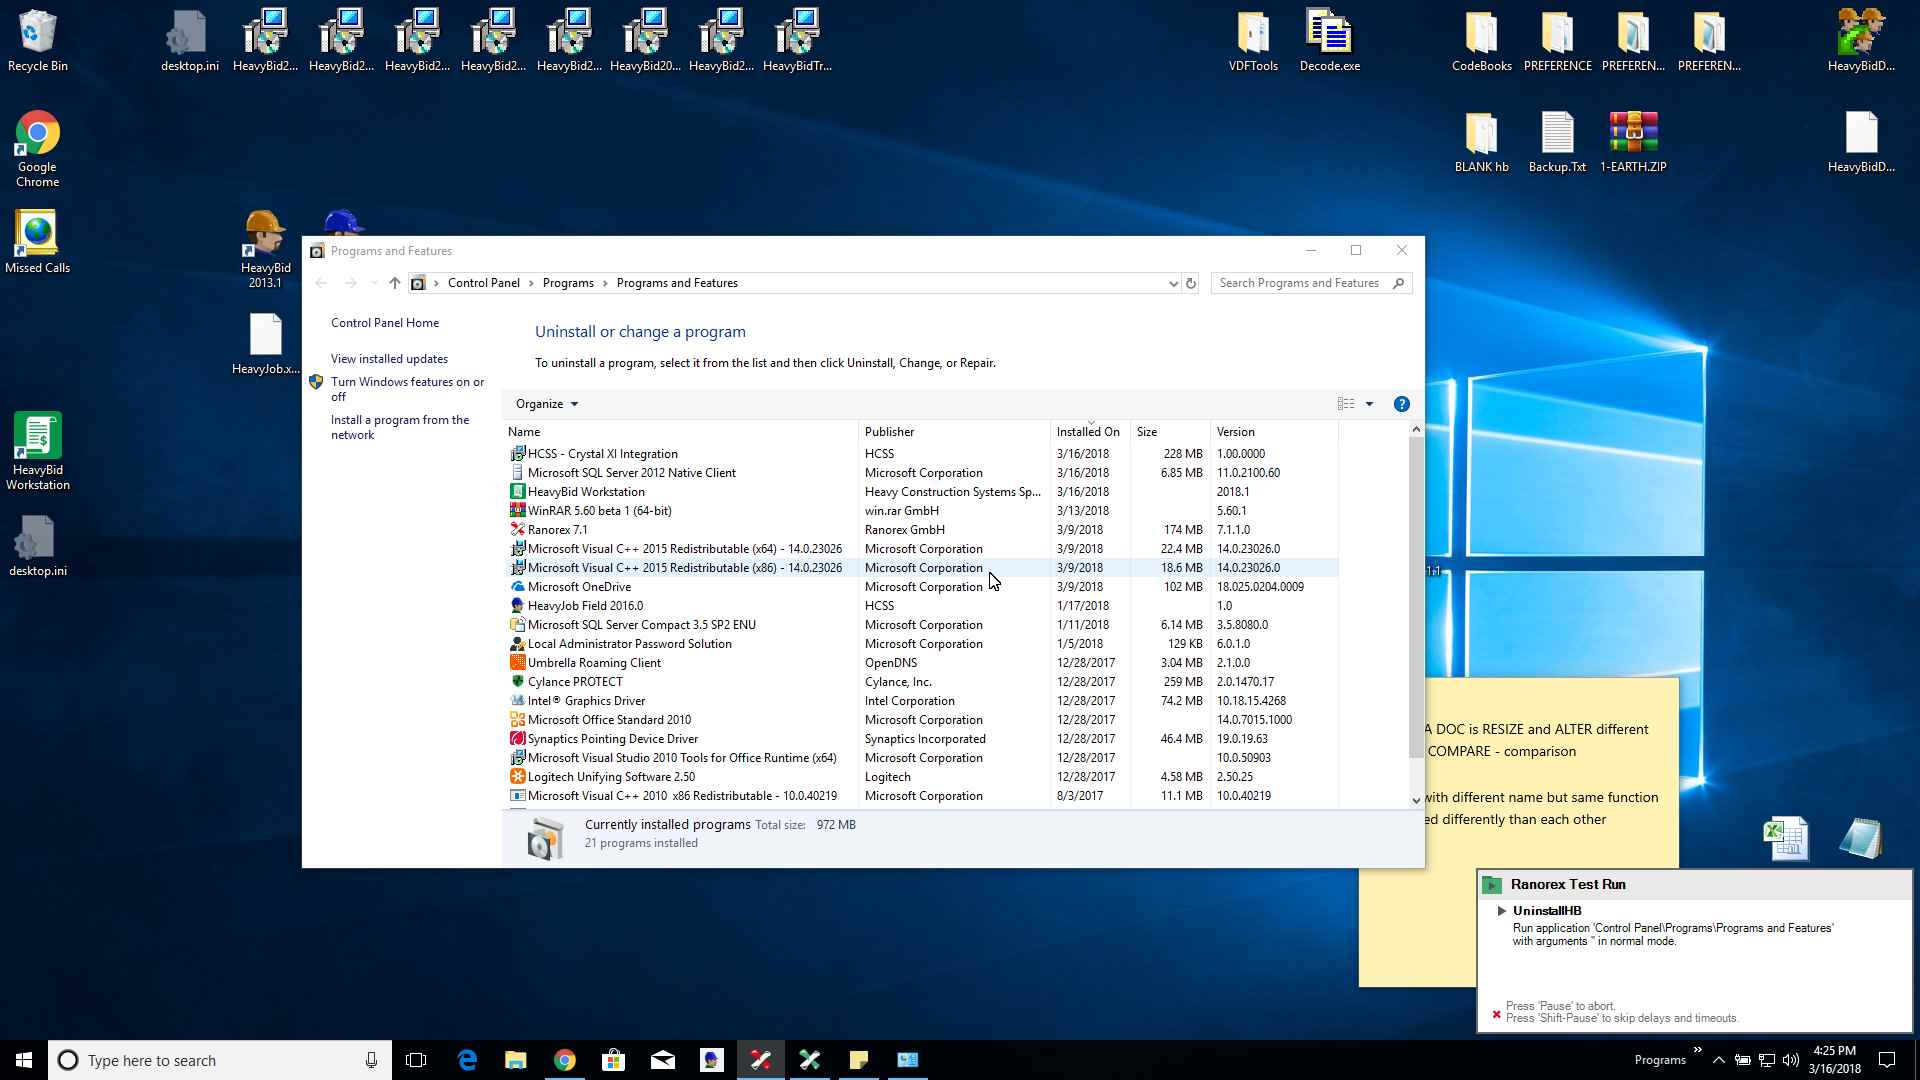 Recycle Bin
desktop.ini
HeavyBid2...
HeavyBid2...
HeavyBid2...
HeavyBid2...
HeavyBid2...
HeavyBid20...
HeavyBid2...
HeavyBidTr...
VDFTools
Decode.exe
CodeBooks
PREFERENCE
PREFEREN...
PREFEREN...
HeavyBidD...
Google
Chrome
BLANK hb
Backup.Txt
1-EARTH.ZIP
HeavyBidD...
Missed Calls
HeavyBid
2013.1
HeavyJob.x...
HeavyBid
Workstation
desktop.ini
Programs and Features
Control Panel > Programs > Programs and Features
Search Programs and Features
Control Panel Home
View installed updates
Turn Windows features on or
off
Install a program from the
network
Uninstall or change a program
To uninstall a program, select it from the list and then click Uninstall, Change, or Repair.
Organize
Name Publisher Installed On Size Version
HCSS - Crystal XI Integration HCSS 3/16/2018 228 MB 1.00.0000
Microsoft SQL Server 2012 Native Client Microsoft Corporation 3/16/2018 6.85 MB 11.0.2100.60
HeavyBid Workstation Heavy Construction Systems Sp... 3/16/2018 2018.1
WinRAR 5.60 beta 1 (64-bit) win.rar GmbH 3/13/2018 5.60.1
Ranorex 7.1 Ranorex GmbH 3/9/2018 174 MB 7.1.1.0
Microsoft Visual C++ 2015 Redistributable (x64) - 14.0.23026 Microsoft Corporation 3/9/2018 22.4 MB 14.0.23026.0
Microsoft Visual C++ 2015 Redistributable (x86) - 14.0.23026 Microsoft Corporation 3/9/2018 18.6 MB 14.0.23026.0
Microsoft OneDrive Microsoft Corporation 3/9/2018 102 MB 18.025.0204.0009
HeavyJob Field 2016.0 HCSS 1/17/2018 1.0
Microsoft SQL Server Compact 3.5 SP2 ENU Microsoft Corporation 1/11/2018 6.14 MB 3.5.8080.0
Local Administrator Password Solution Microsoft Corporation 1/5/2018 129 KB 6.0.1.0
Umbrella Roaming Client OpenDNS 12/28/2017 3.04 MB 2.1.0.0
Cylance PROTECT Cylance, Inc. 12/28/2017 259 MB 2.0.1470.17
Intel® Graphics Driver Intel Corporation 12/28/2017 74.2 MB 10.18.15.4268
Microsoft Office Standard 2010 Microsoft Corporation 12/28/2017 14.0.7015.1000
Synaptics Pointing Device Driver Synaptics Incorporated 12/28/2017 46.4 MB 19.0.19.63
Microsoft Visual Studio 2010 Tools for Office Runtime (x64) Microsoft Corporation 12/28/2017 10.0.50903
Logitech Unifying Software 2.50 Logitech 12/28/2017 4.58 MB 2.50.25
Microsoft Visual C++ 2010 x86 Redistributable - 10.0.40219 Microsoft Corporation 8/3/2017 11.1 MB 10.0.40219
Currently installed programs Total size: 972 MB
21 programs installed
A DOC is RESIZE and ALTER different
COMPARE - comparison
with different name but same function
ed differently than each other
Ranorex Test Run
UninstallHB
Run application 'Control Panel\Programs\Programs and Features'
with arguments '' in normal mode.
Press 'Pause' to abort.
Press 'Shift-Pause' to skip delays and timeouts.
Type here to search
Programs
4:25 PM
3/16/2018